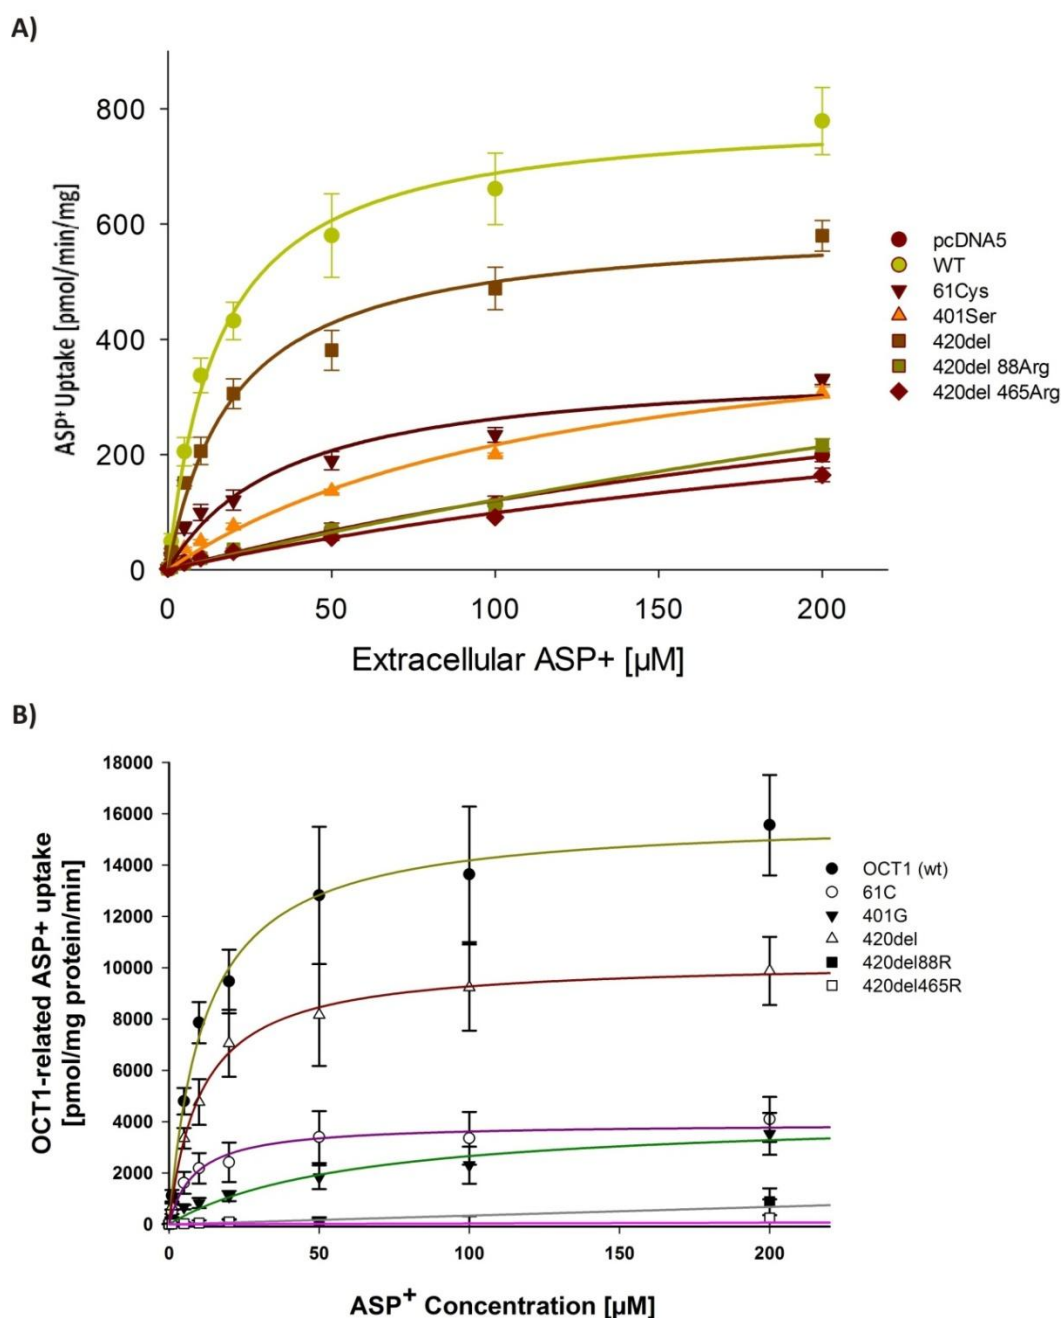 A)
800
600
400
200
0
ASP⁺ Uptake [pmol/min/mg]
0 50 100 150 200
Extracellular ASP+ [µM]
pcDNA5
WT
61Cys
401Ser
420del
420del 88Arg
420del 465Arg
B)
18000
16000
14000
12000
10000
8000
6000
4000
2000
0
OCT1-related ASP+ uptake
[pmol/mg protein/min]
0 50 100 150 200
ASP⁺ Concentration [µM]
OCT1 (wt)
61C
401G
420del
420del88R
420del465R